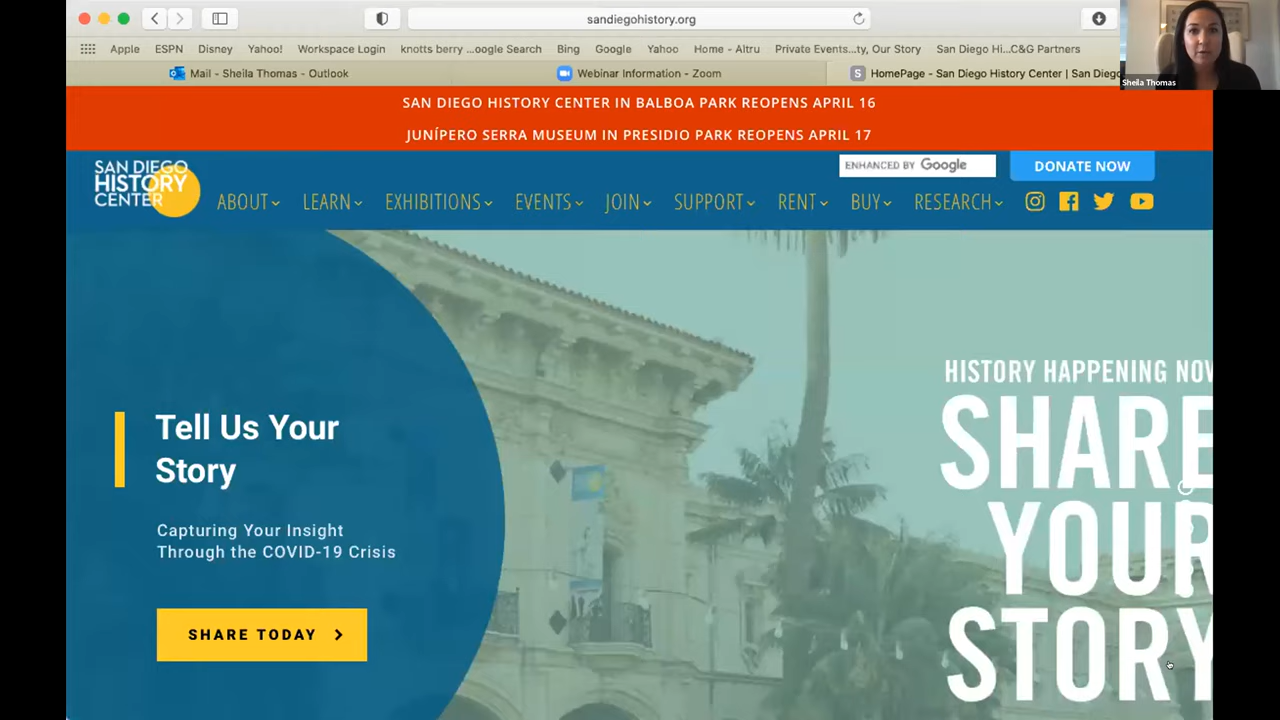 sandiegohistory.org
Apple ESPN Disney Yahoo! Workspace Login knotts berry ...oogle Search Bing Google Yahoo Home - Altru Private Events...ty, Our Story San Diego Hi...C&G Partners
Mail - Sheila Thomas - Outlook Webinar Information - Zoom S HomePage - San Diego History Center | San Diego
Sheila Thomas
SAN DIEGO HISTORY CENTER IN BALBOA PARK REOPENS APRIL 16
JUNÍPERO SERRA MUSEUM IN PRESIDIO PARK REOPENS APRIL 17
SAN DIEGO
HISTORY
CENTER
ENHANCED BY Google
DONATE NOW
ABOUT LEARN EXHIBITIONS EVENTS JOIN SUPPORT RENT BUY RESEARCH
Tell Us Your
Story
Capturing Your Insight
Through the COVID-19 Crisis
SHARE TODAY
HISTORY HAPPENING NOW
SHARE
YOUR
STORY